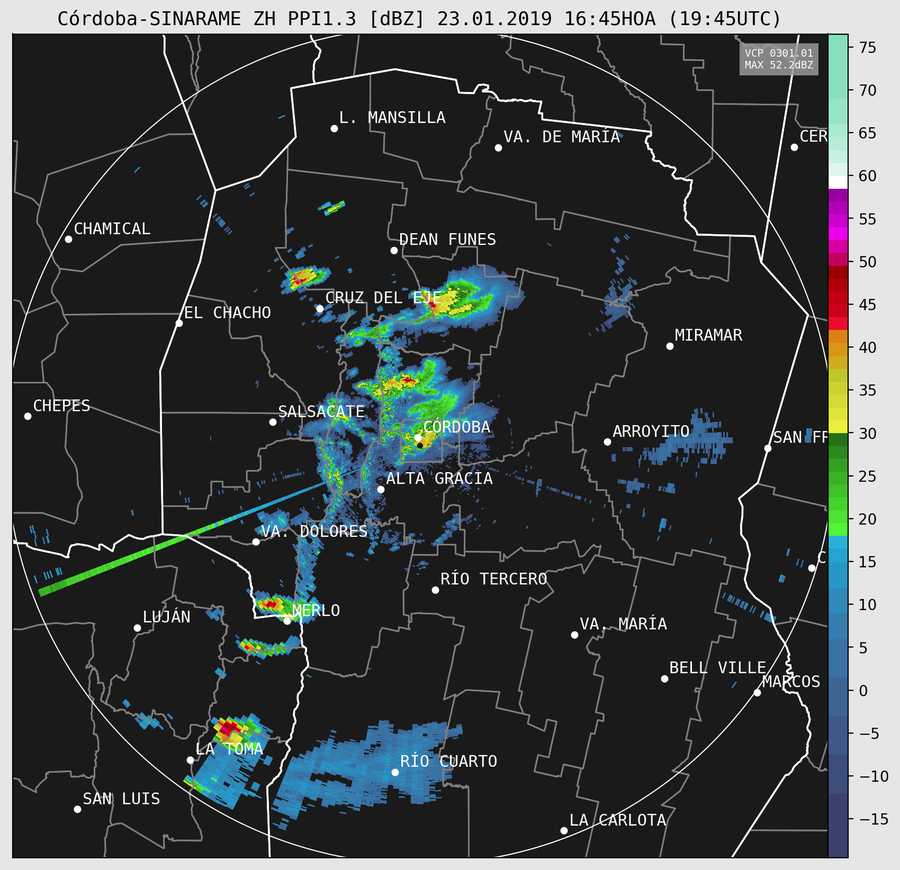 Córdoba-SINARAME ZH PPI1.3 [dBZ] 23.01.2019 16:45HOA (19:45UTC)
VCP 0301.01
MAX 52.2dBZ
75
70
65
60
55
50
45
40
35
30
25
20
15
10
5
0
−5
−10
−15
L. MANSILLA
VA. DE MARÍA
CER
CHAMICAL
DEAN FUNES
CRUZ DEL EJE
EL CHACHO
MIRAMAR
CHEPES
SALSACATE
CÓRDOBA
ARROYITO
SAN FR
ALTA GRACIA
VA. DOLORES
C
RÍO TERCERO
MERLO
LUJÁN
VA. MARÍA
BELL VILLE
MARCOS
LA TOMA
RÍO CUARTO
SAN LUIS
LA CARLOTA